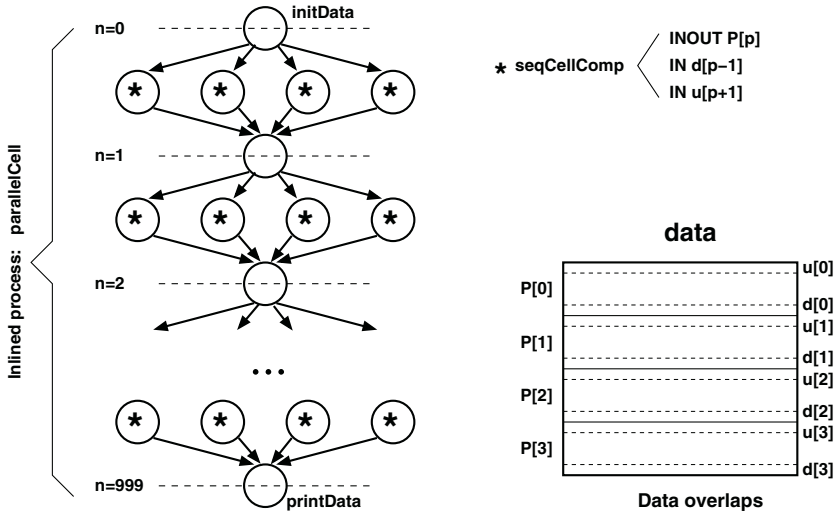 initData
n=0
* * * *
n=1
* * * *
n=2
...
* * * *
n=999
printData
Inlined process: parallelCell
* seqCellComp
INOUT P[p]
IN d[p−1]
IN u[p+1]
data
u[0]
P[0]
d[0]
u[1]
P[1]
d[1]
u[2]
P[2]
d[2]
u[3]
P[3]
d[3]
Data overlaps